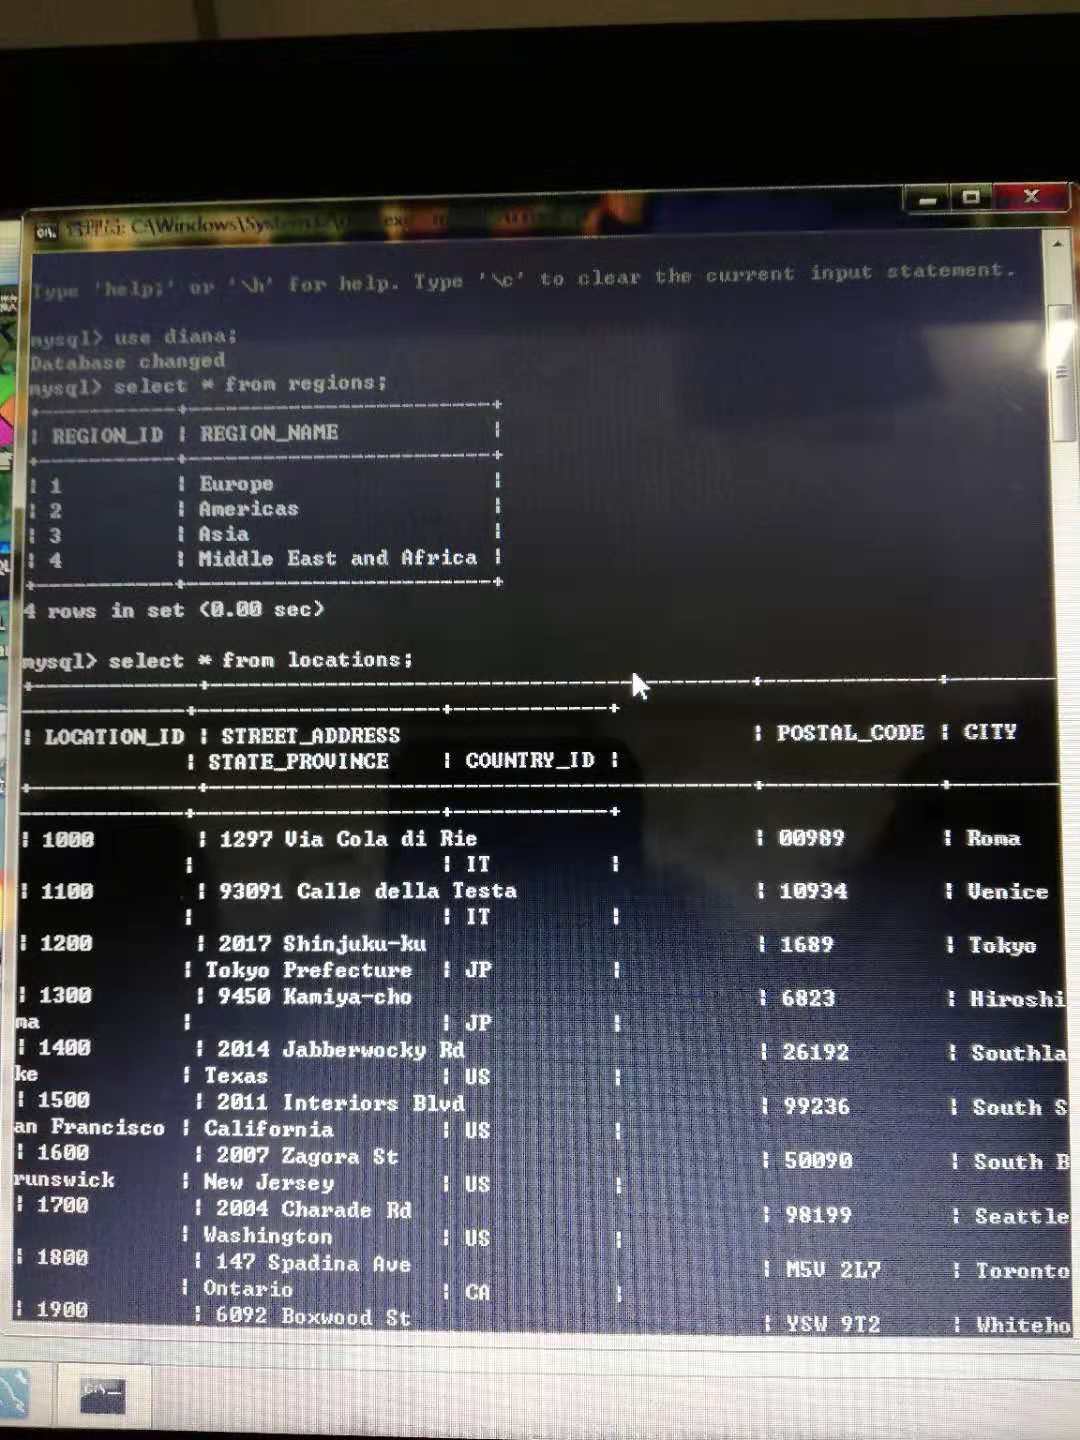 管理员: C:\Windows\System32\cmd.exe
Type 'help;' or '\h' for help. Type '\c' to clear the current input statement.
mysql> use diana;
Database changed
mysql> select * from regions;
| REGION_ID | REGION_NAME |
| 1 | Europe |
| 2 | Americas |
| 3 | Asia |
| 4 | Middle East and Africa |
4 rows in set (0.00 sec)
mysql> select * from locations;
| LOCATION_ID | STREET_ADDRESS | POSTAL_CODE | CITY
| STATE_PROVINCE | COUNTRY_ID |
| 1000 | 1297 Via Cola di Rie | 00989 | Roma
| | IT |
| 1100 | 93091 Calle della Testa | 10934 | Venice
| | IT |
| 1200 | 2017 Shinjuku-ku | 1689 | Tokyo
| Tokyo Prefecture | JP |
| 1300 | 9450 Kamiya-cho | 6823 | Hiroshi
ma | | JP |
| 1400 | 2014 Jabberwocky Rd | 26192 | Southla
ke | Texas | US |
| 1500 | 2011 Interiors Blvd | 99236 | South S
an Francisco | California | US |
| 1600 | 2007 Zagora St | 50090 | South B
runswick | New Jersey | US |
| 1700 | 2004 Charade Rd | 98199 | Seattle
| Washington | US |
| 1800 | 147 Spadina Ave | M5V 2L7 | Toronto
| Ontario | CA |
| 1900 | 6092 Boxwood St | YSW 9T2 | Whiteho